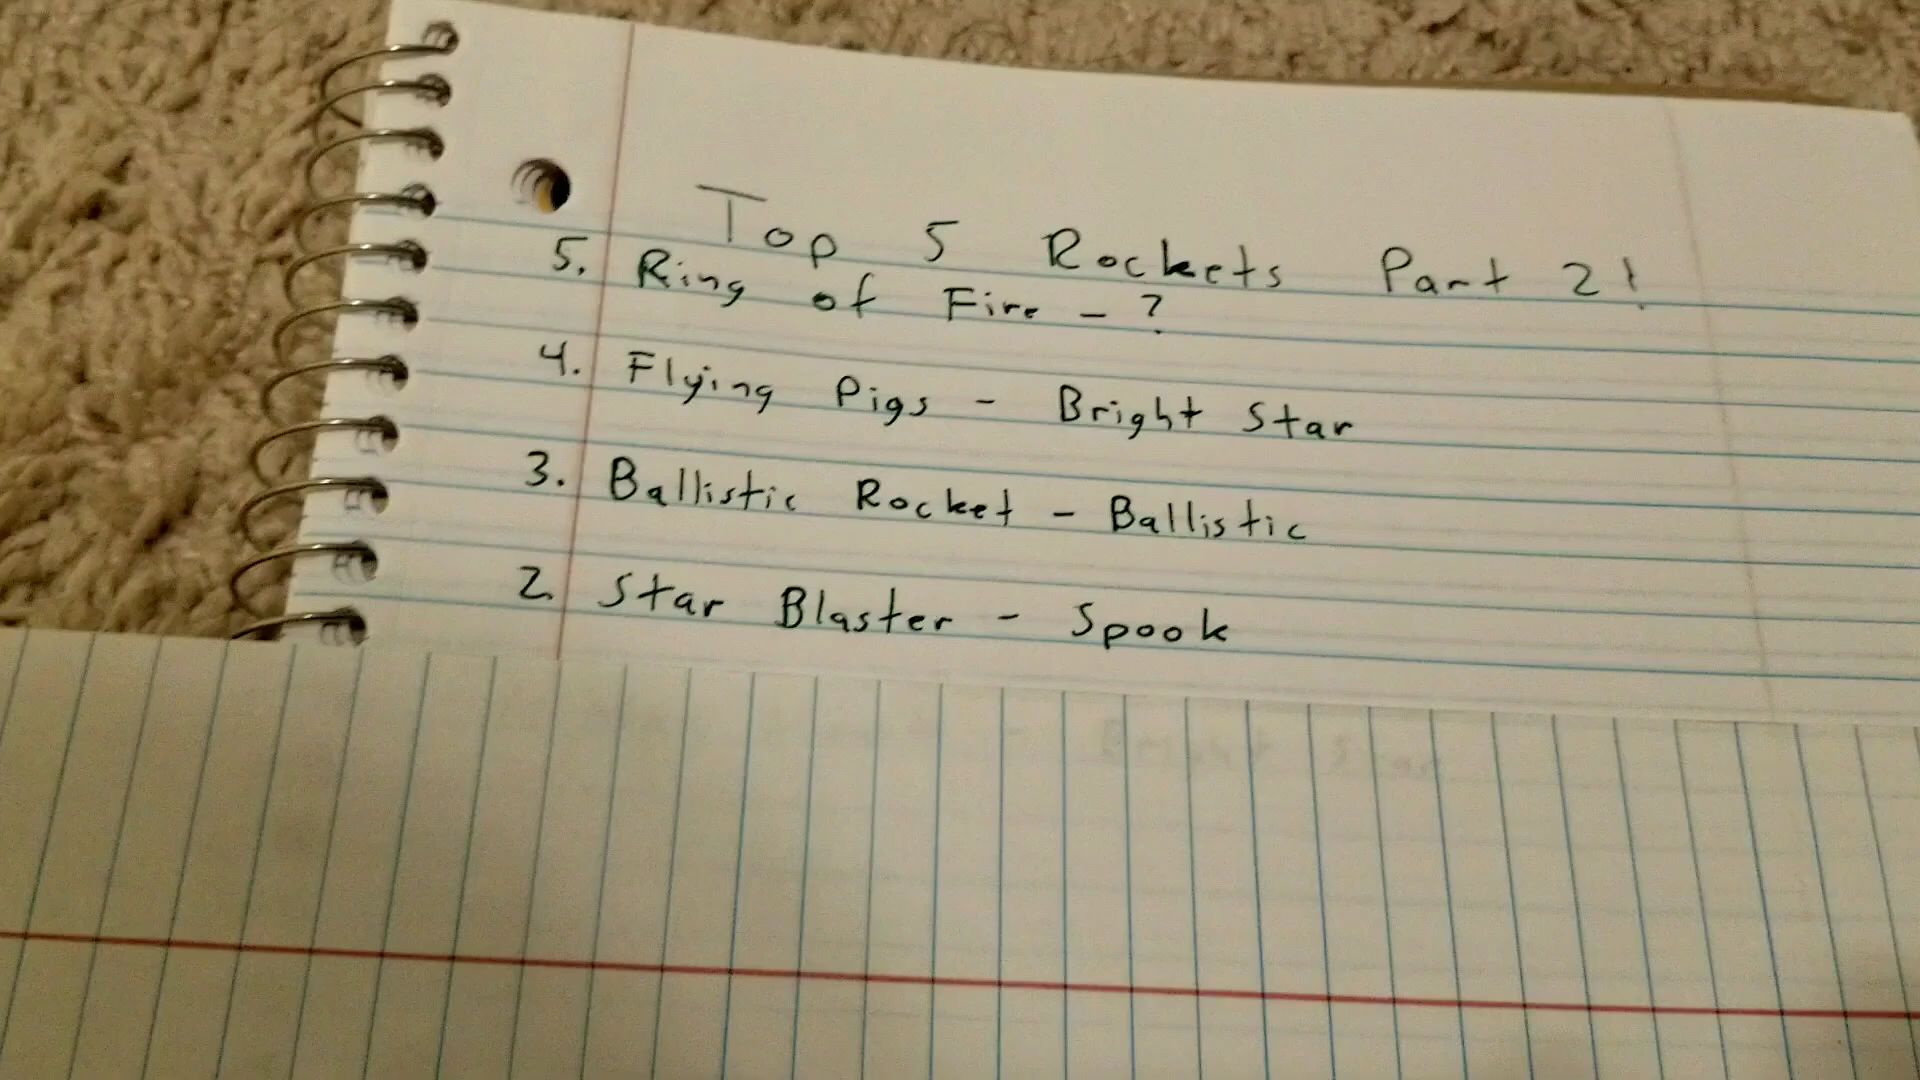 Top 5 Rockets Part 2!
5. Ring of Fire - ?
4. Flying Pigs - Bright Star
3. Ballistic Rocket - Ballistic
2. Star Blaster - Spook